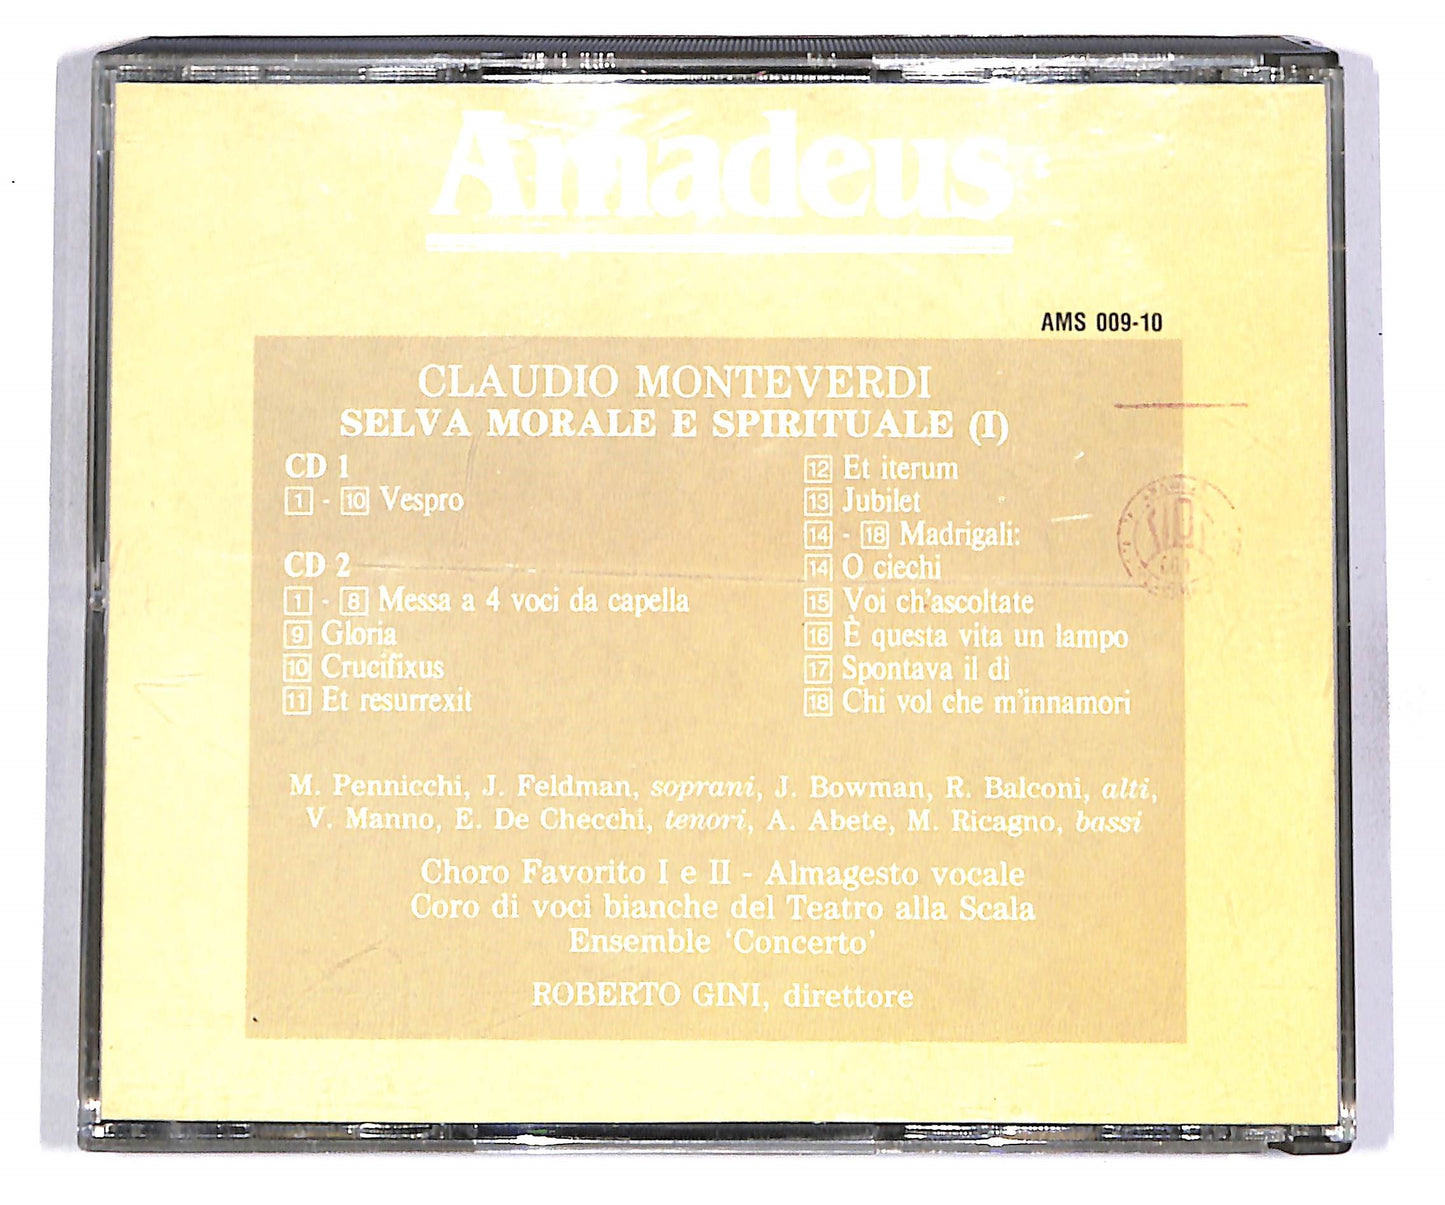 Amadeus
AMS 009-10
CLAUDIO MONTEVERDI
SELVA MORALE E SPIRITUALE (I)
CD 1
1 - 10 Vespro
CD 2
1 - 8 Messa a 4 voci da capella
9 Gloria
10 Crucifixus
11 Et resurrexit
12 Et iterum
13 Jubilet
14 - 18 Madrigali:
14 O ciechi
15 Voi ch'ascoltate
16 È questa vita un lampo
17 Spontava il dì
18 Chi vol che m'innamori
M. Pennicchi, J. Feldman, soprani, J. Bowman, R. Balconi, alti,
V. Manno, E. De Checchi, tenori, A. Abete, M. Ricagno, bassi
Choro Favorito I e II - Almagesto vocale
Coro di voci bianche del Teatro alla Scala
Ensemble 'Concerto'
ROBERTO GINI, direttore